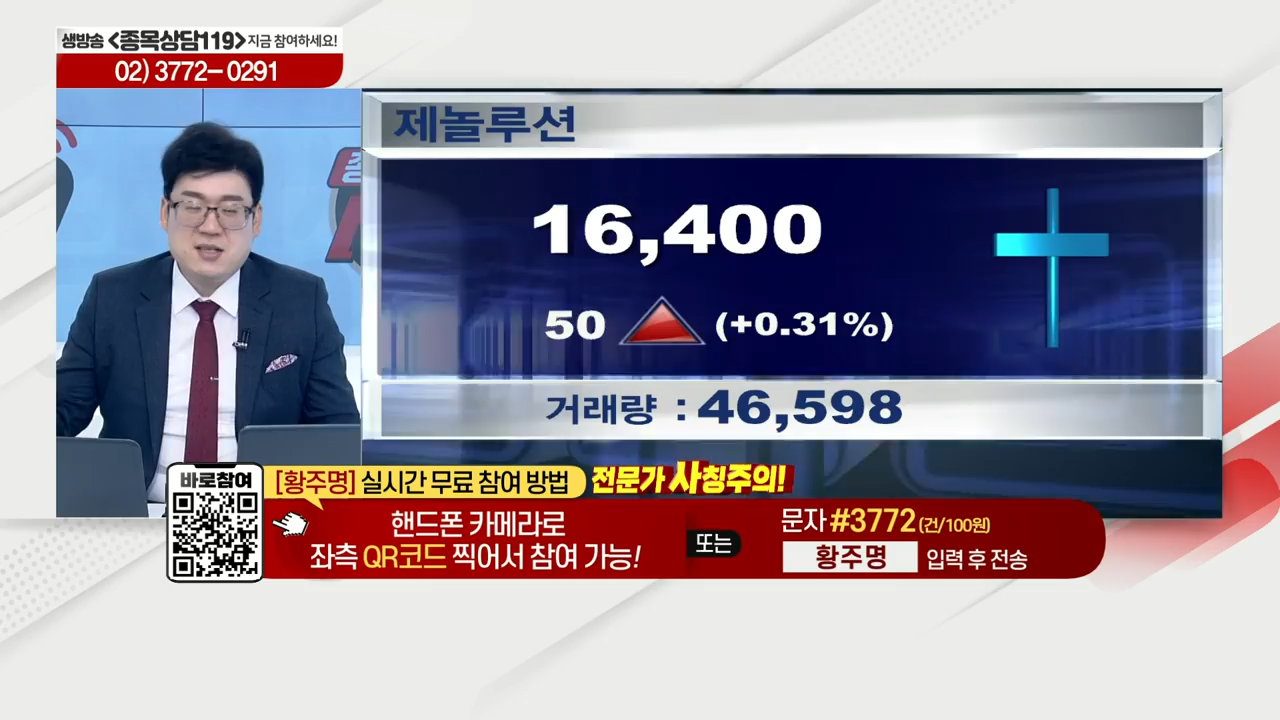 생방송 <종목상담119> 지금 참여하세요!
02) 3772-0291
제놀루션
16,400
50 (+0.31%)
거래량 : 46,598
바로참여
[황주명] 실시간 무료 참여 방법 전문가 사칭주의!
핸드폰 카메라로
좌측 QR코드 찍어서 참여 가능!
또는
문자 #3772 (건/100원)
황주명 입력 후 전송